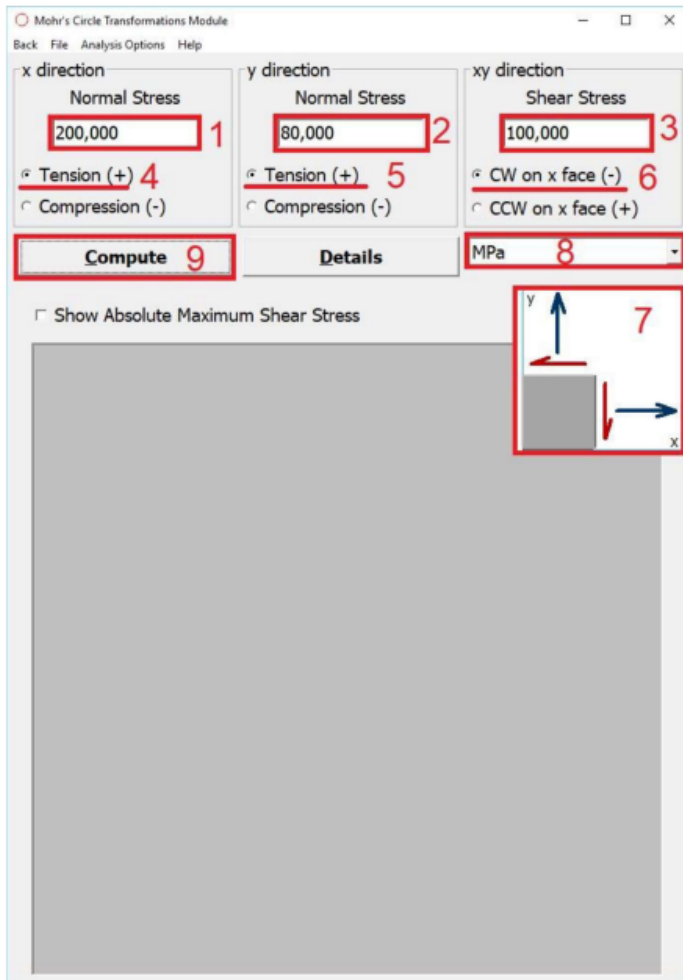 Mohr's Circle Transformations Module
Back File Analysis Options Help
x direction
Normal Stress
200,000 1
Tension (+) 4
Compression (-)
y direction
Normal Stress
80,000 2
Tension (+) 5
Compression (-)
xy direction
Shear Stress
100,000 3
CW on x face (-) 6
CCW on x face (+)
Compute 9
Details
MPa 8
Show Absolute Maximum Shear Stress
y
7
x